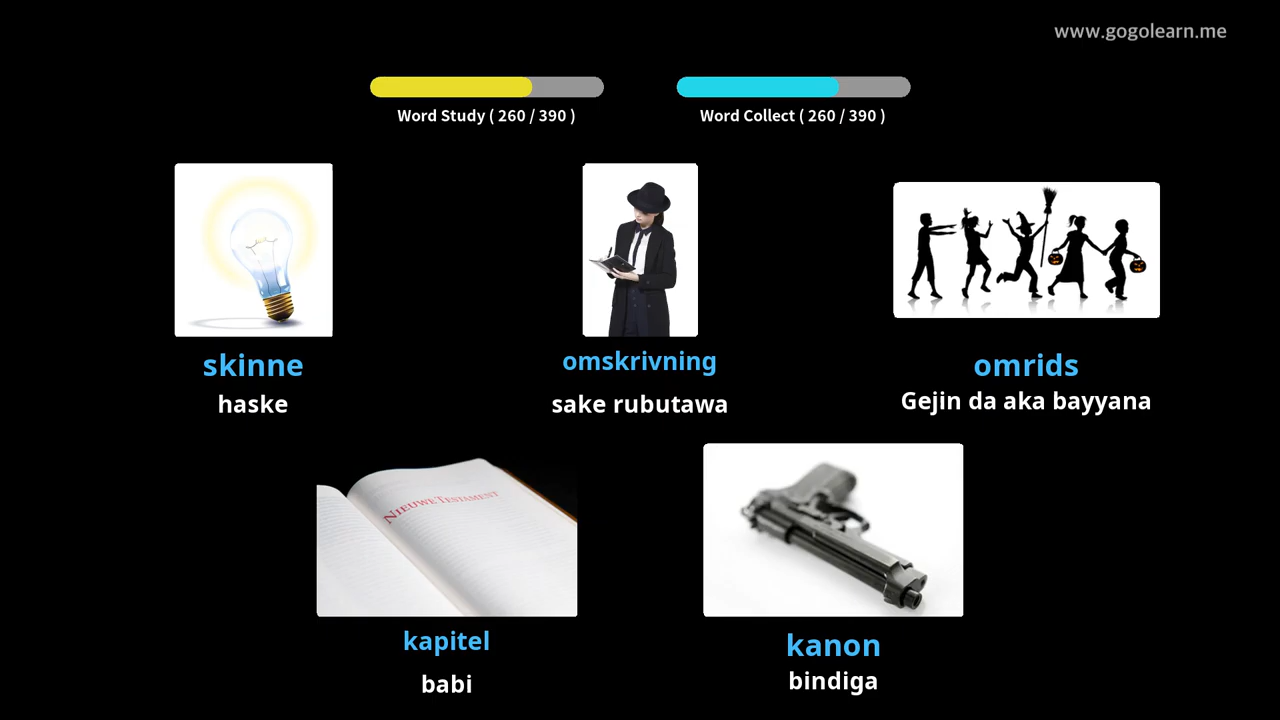 www.gogolearn.me
Word Study ( 260 / 390 )
Word Collect ( 260 / 390 )
skinne
haske
omskrivning
sake rubutawa
omrids
Gejin da aka bayyana
NIEUWE TESTAMENT
kapitel
babi
kanon
bindiga